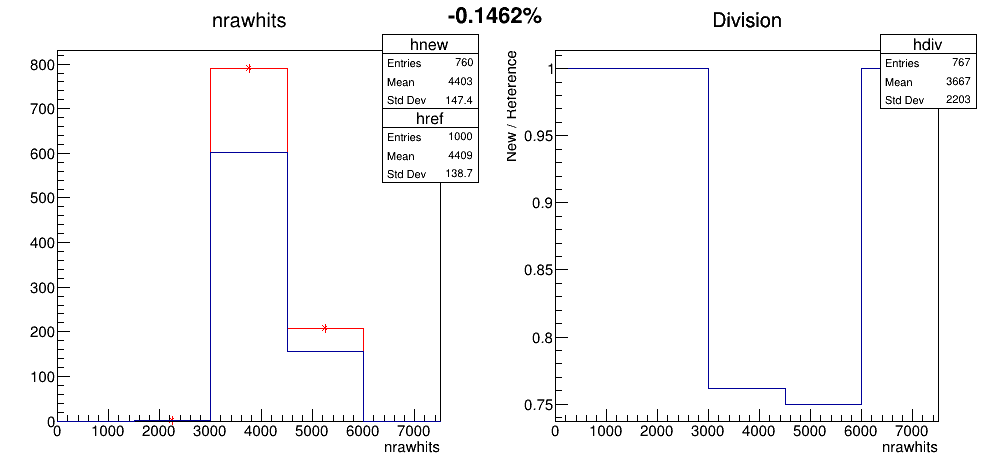 -0.1462%
nrawhits
hnew
Entries 760
Mean 4403
Std Dev 147.4
href
Entries 1000
Mean 4409
Std Dev 138.7
800
700
600
500
400
300
200
100
0
0 1000 2000 3000 4000 5000 6000 7000
nrawhits
Division
hdiv
Entries 767
Mean 3667
Std Dev 2203
New / Reference
1
0.95
0.9
0.85
0.8
0.75
0 1000 2000 3000 4000 5000 6000 7000
nrawhits